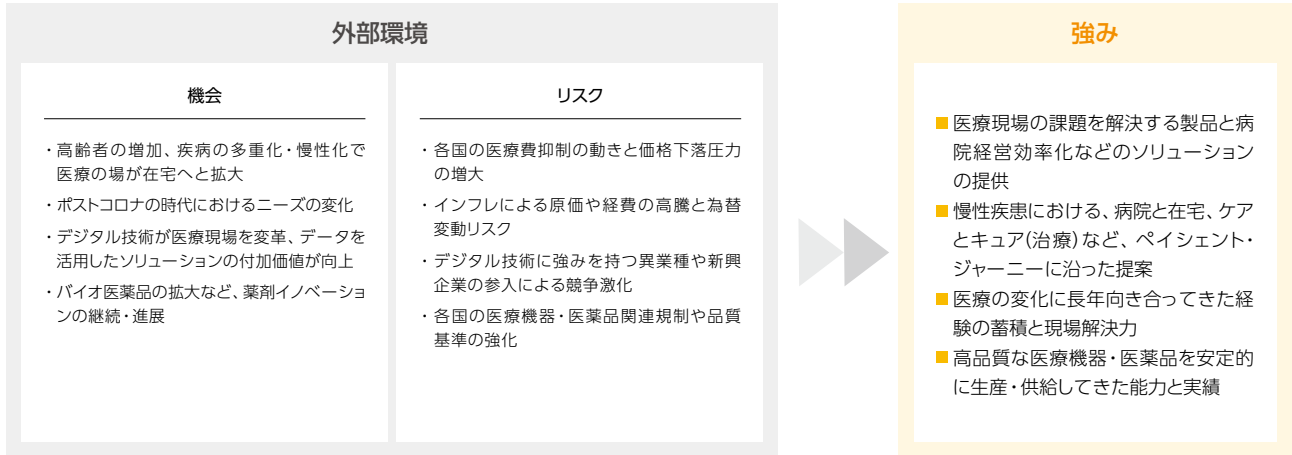 外部環境
機会
・高齢者の増加、疾病の多重化・慢性化で
医療の場が在宅へと拡大
・ポストコロナの時代におけるニーズの変化
・デジタル技術が医療現場を変革、データを
活用したソリューションの付加価値が向上
・バイオ医薬品の拡大など、薬剤イノベーショ
ンの継続・進展
リスク
・各国の医療費抑制の動きと価格下落圧力
の増大
・インフレによる原価や経費の高騰と為替
変動リスク
・デジタル技術に強みを持つ異業種や新興
企業の参入による競争激化
・各国の医療機器・医薬品関連規制や品質
基準の強化
強み
医療現場の課題を解決する製品と病
院経営効率化などのソリューション
の提供
慢性疾患における、病院と在宅、ケア
とキュア(治療)など、ペイシェント・
ジャーニーに沿った提案
医療の変化に長年向き合ってきた経
験の蓄積と現場解決力
高品質な医療機器・医薬品を安定的
に生産・供給してきた能力と実績